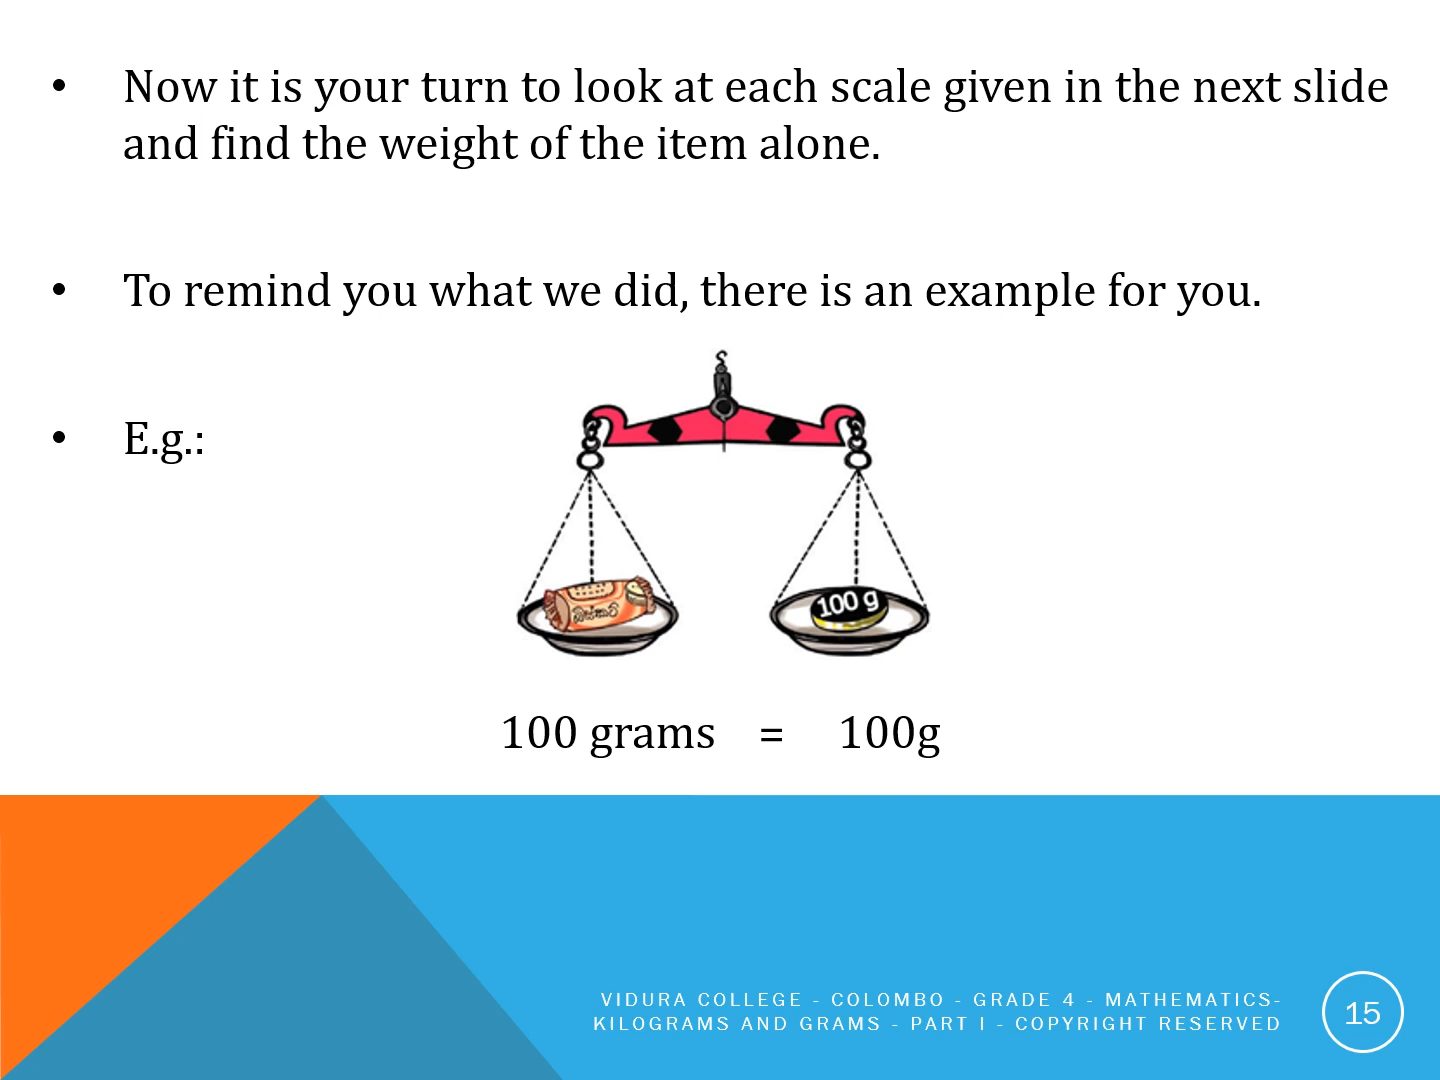 • Now it is your turn to look at each scale given in the next slide
and find the weight of the item alone.
• To remind you what we did, there is an example for you.
• E.g.:
බිස්කට්
100 g
100 grams = 100g
VIDURA COLLEGE - COLOMBO - GRADE 4 - MATHEMATICS-
KILOGRAMS AND GRAMS - PART I - COPYRIGHT RESERVED
15